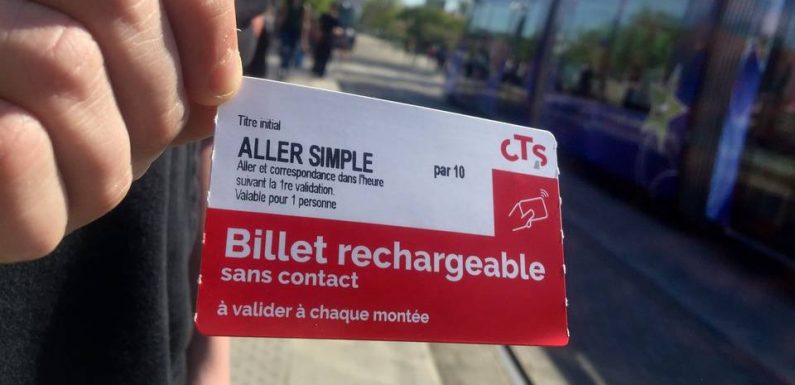 Titre initial
ALLER SIMPLE par 10
Aller et correspondance dans l'heure
suivant la 1re validation.
Valable pour 1 personne
CTS
Billet rechargeable
sans contact
à valider à chaque montée